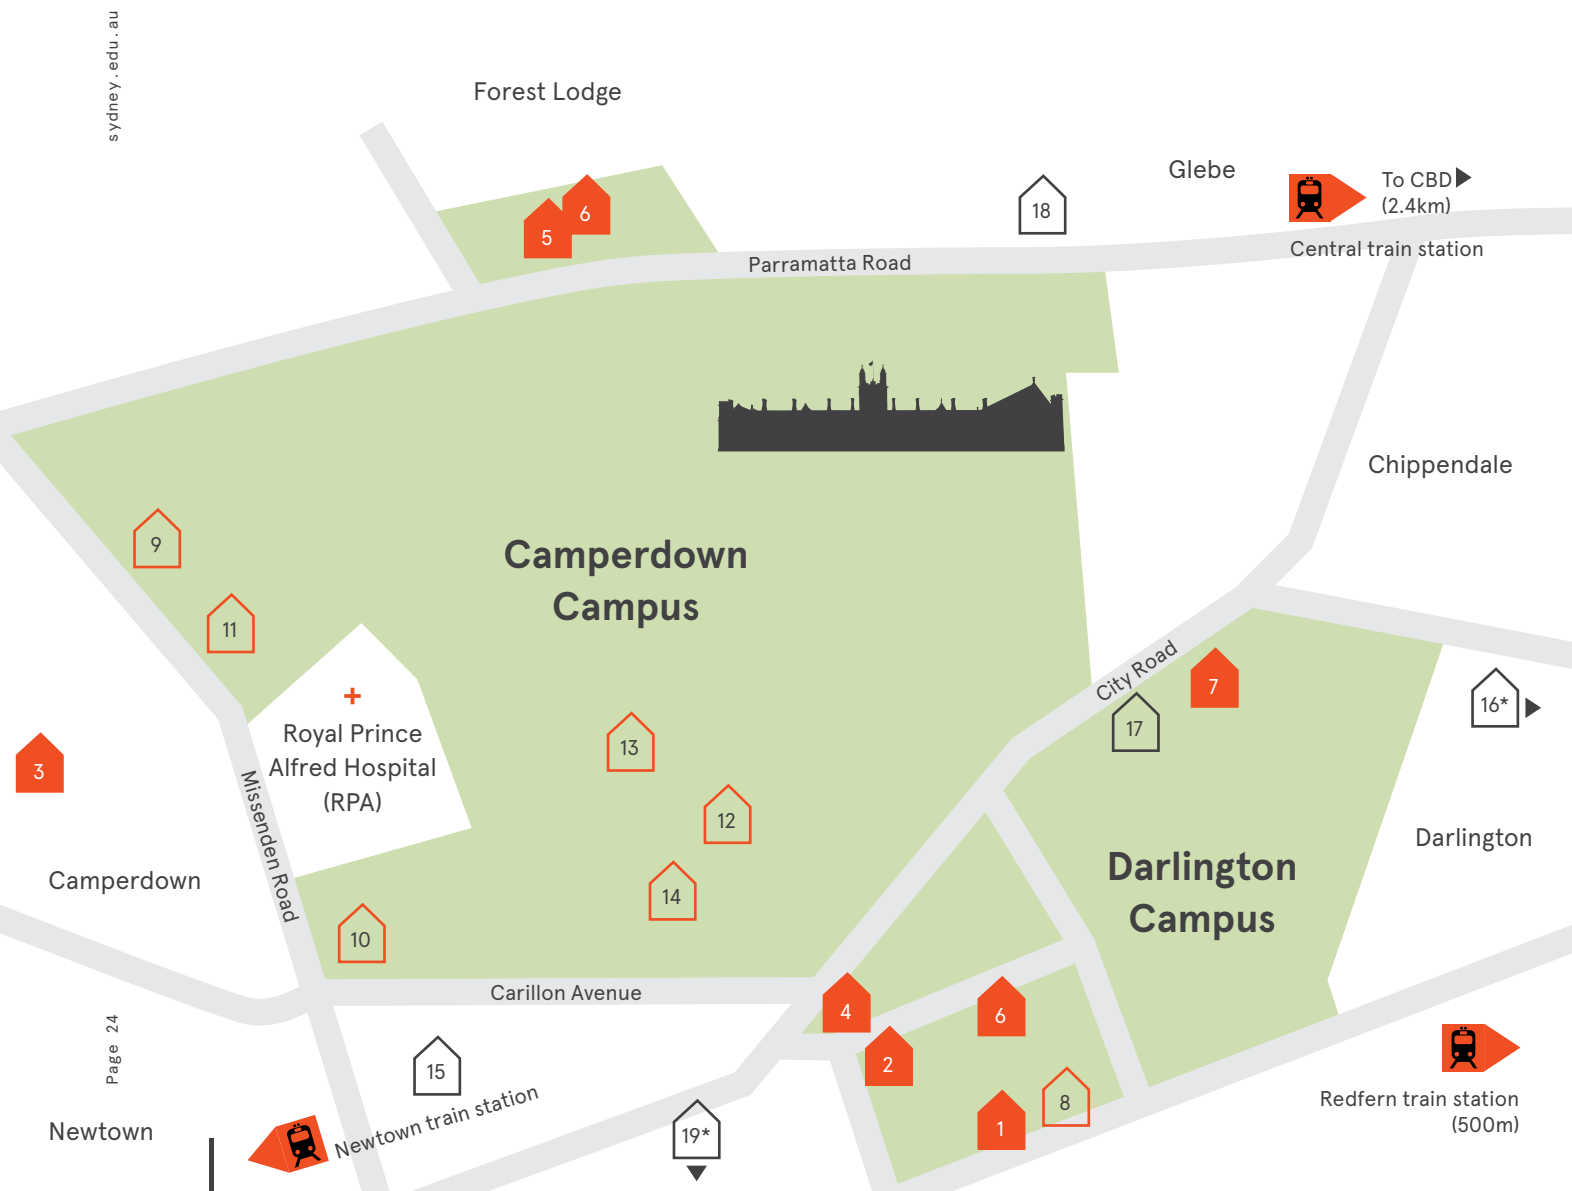 sydney.edu.au
Forest Lodge
Glebe
To CBD
(2.4km)
6
5
18
Parramatta Road
Central train station
Chippendale
9
Camperdown
Campus
11
City Road
7
16*
17
Royal Prince
Alfred Hospital
(RPA)
13
3
Missenden Road
12
Darlington
Darlington
Campus
Camperdown
14
10
Carillon Avenue
4
6
2
Page 24
15
8
Redfern train station
(500m)
Newtown
Newtown train station
19*
1